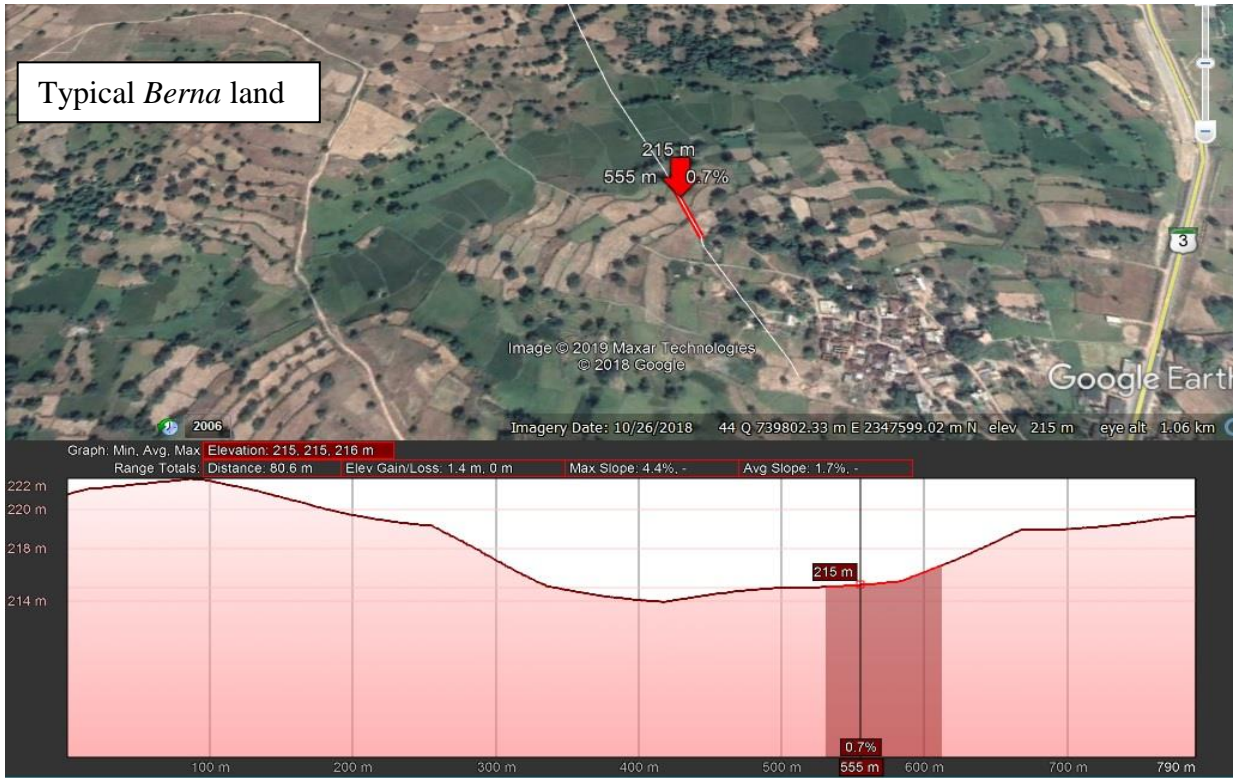 Typical Berna land
215 m
555 m 0.7%
3
Image © 2019 Maxar Technologies
© 2018 Google
Google Earth
2006
Imagery Date: 10/26/2018 44 Q 739802.33 m E 2347599.02 m N elev 215 m eye alt 1.06 km
Graph: Min, Avg, Max Elevation: 215, 215, 216 m
Range Totals: Distance: 80.6 m Elev Gain/Loss: 1.4 m, 0 m Max Slope: 4.4%, - Avg Slope: 1.7%, -
222 m
220 m
218 m
215 m
214 m
0.7%
100 m 200 m 300 m 400 m 500 m 555 m 600 m 700 m 790 m